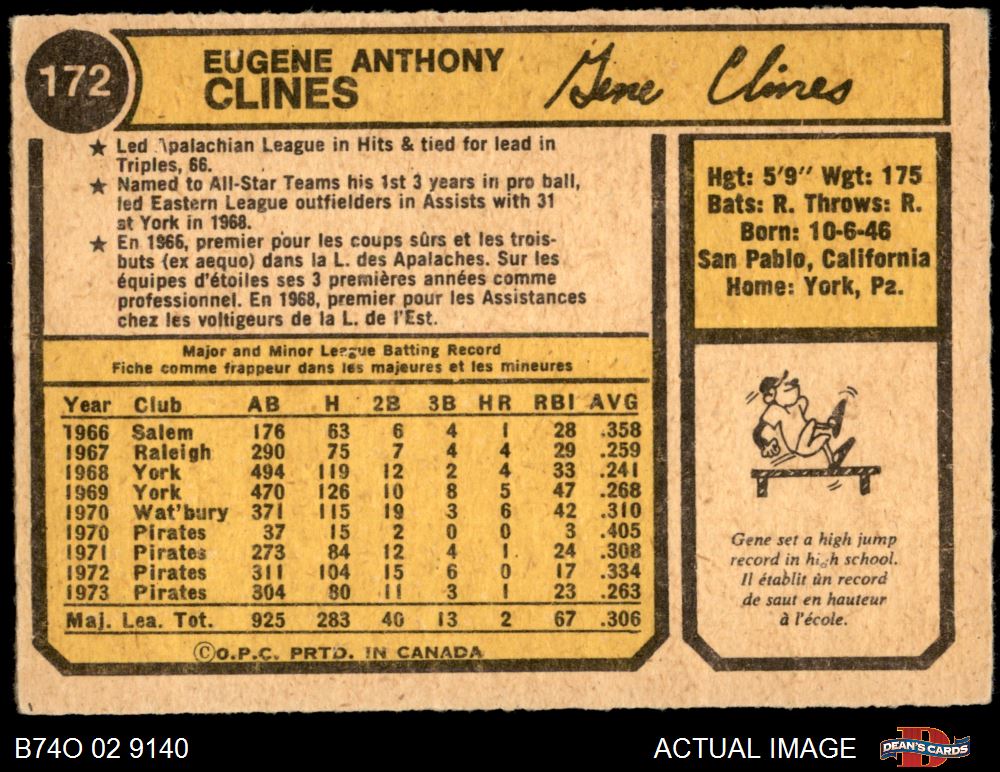 172
EUGENE ANTHONY
CLINES
Gene Clines
★ Led Apalachian League in Hits & tied for lead in
Triples, 66.
★ Named to All-Star Teams his 1st 3 years in pro ball,
led Eastern League outfielders in Assists with 31
at York in 1968.
★ En 1966, premier pour les coups sûrs et les trois-
buts (ex aequo) dans la L. des Apalaches. Sur les
équipes d'étoiles ses 3 premières années comme
professionnel. En 1968, premier pour les Assistances
chez les voltigeurs de la L. de l'Est.
Hgt: 5'9" Wgt: 175
Bats: R. Throws: R.
Born: 10-6-46
San Pablo, California
Home: York, Pa.
Major and Minor League Batting Record
Fiche comme frappeur dans les majeures et les mineures
Year Club AB H 2B 3B HR RBI AVG
1966 Salem 176 63 6 4 1 28 .358
1967 Raleigh 290 75 7 4 4 29 .259
1968 York 494 119 12 2 4 33 .241
1969 York 470 126 10 8 5 47 .268
1970 Wat'bury 371 115 19 3 6 42 .310
1970 Pirates 37 15 2 0 0 3 .405
1971 Pirates 273 84 12 4 1 24 .308
1972 Pirates 311 104 15 6 0 17 .334
1973 Pirates 304 80 11 3 1 23 .263
Maj. Lea. Tot. 925 283 40 13 2 67 .306
©O.P.C. PRTD. IN CANADA
Gene set a high jump
record in high school.
Il établit un record
de saut en hauteur
à l'école.
B74O 02 9140
ACTUAL IMAGE
DEAN'S CARDS